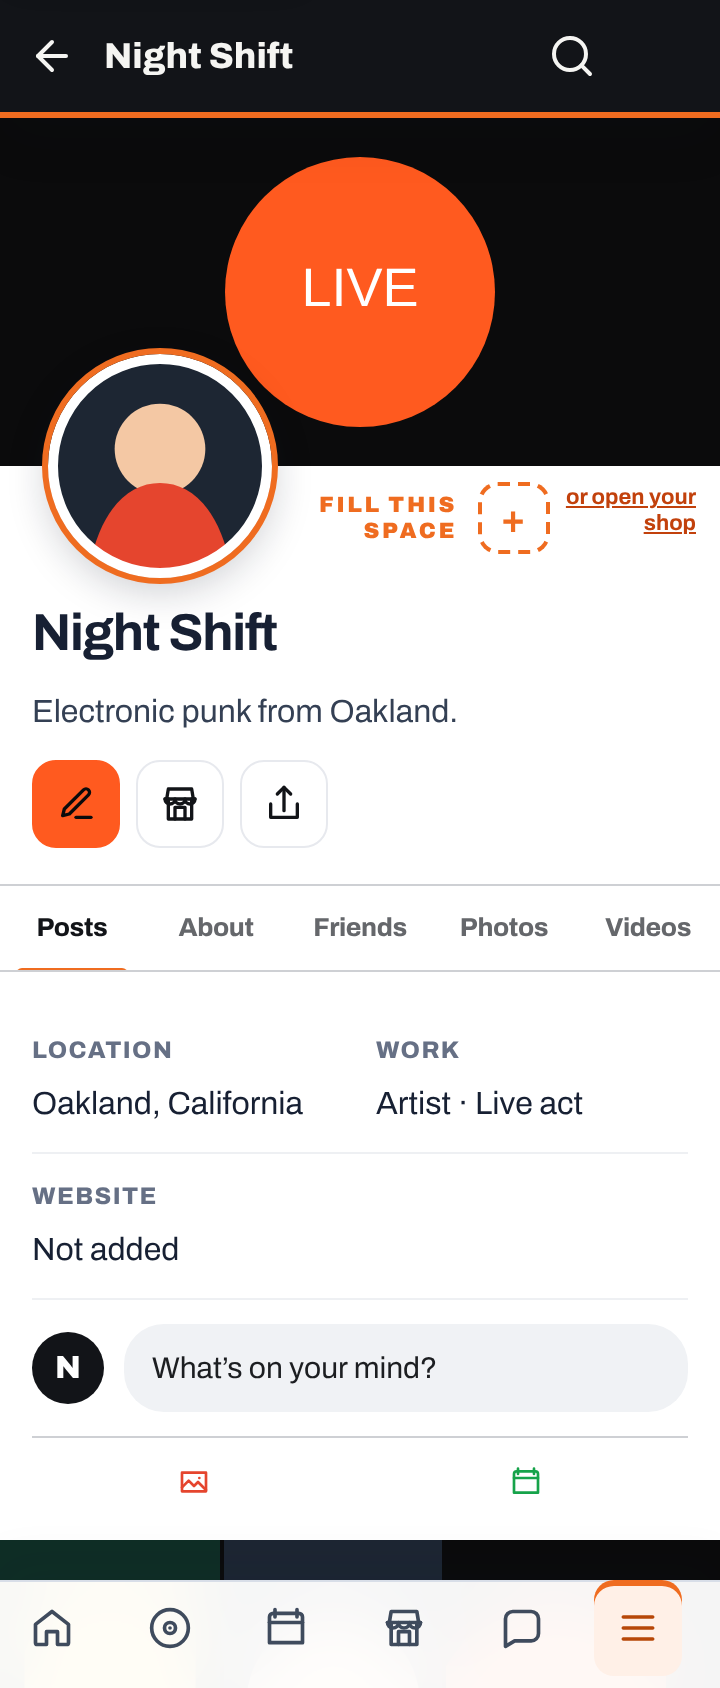 Night Shift
LIVE
FILL THIS
SPACE
+
or open your
shop
Night Shift
Electronic punk from Oakland.
Posts About Friends Photos Videos
LOCATION WORK
Oakland, California Artist · Live act
WEBSITE
Not added
N What’s on your mind?